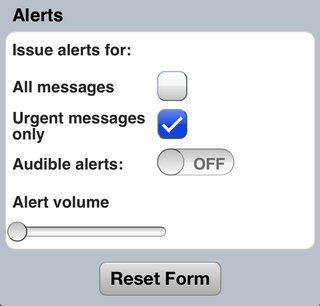 Alerts
Issue alerts for:
All messages
Urgent messages
only
Audible alerts:
OFF
Alert volume
Reset Form